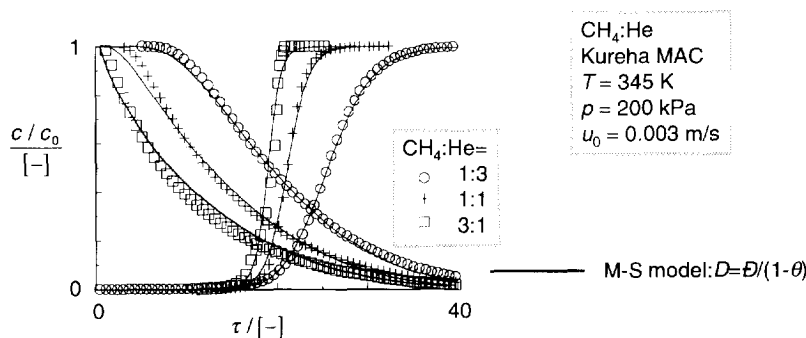 1
c / c₀
[–]
0
0
40
τ / [–]
CH₄:He=
1:3
1:1
3:1
CH₄:He
Kureha MAC
T = 345 K
p = 200 kPa
u₀ = 0.003 m/s
M-S model:D=Đ/(1-θ)